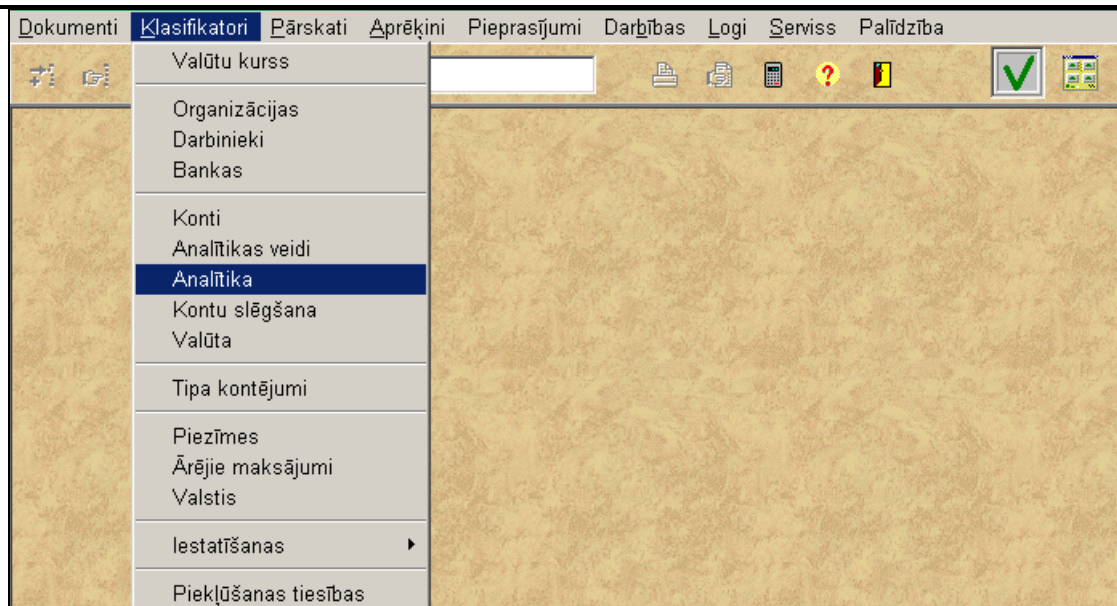 Dokumenti Klasifikatori Pārskati Aprēķini Pieprasījumi Darbības Logi Serviss Palīdzība
Valūtu kurss
Organizācijas
Darbinieki
Bankas
Konti
Analītikas veidi
Analītika
Kontu slēgšana
Valūta
Tipa kontējumi
Piezīmes
Ārējie maksājumi
Valstis
Iestatīšanas
Piekļūšanas tiesības